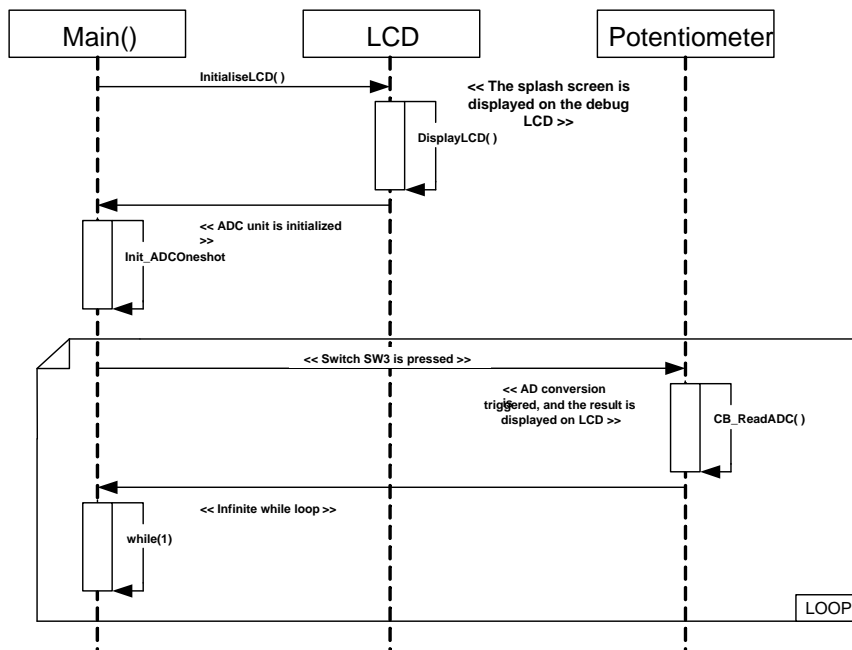 Main()
LCD
Potentiometer
InitialiseLCD( )
<< The splash screen is
displayed on the debug
LCD >>
DisplayLCD( )
<< ADC unit is initialized
>>
Init_ADCOneshot
<< Switch SW3 is pressed >>
<< AD conversion
is
triggered, and the result is
displayed on LCD >>
CB_ReadADC( )
<< Infinite while loop >>
while(1)
LOOP